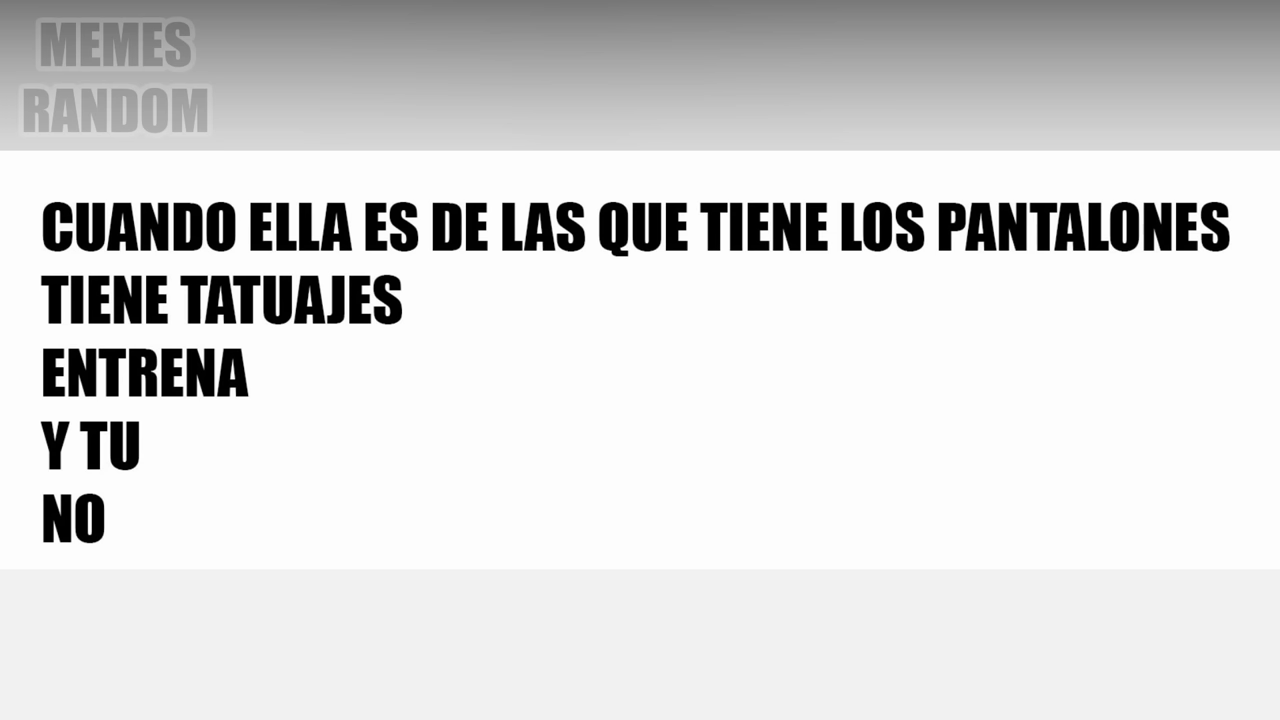 MEMES
RANDOM
CUANDO ELLA ES DE LAS QUE TIENE LOS PANTALONES
TIENE TATUAJES
ENTRENA
Y TU
NO